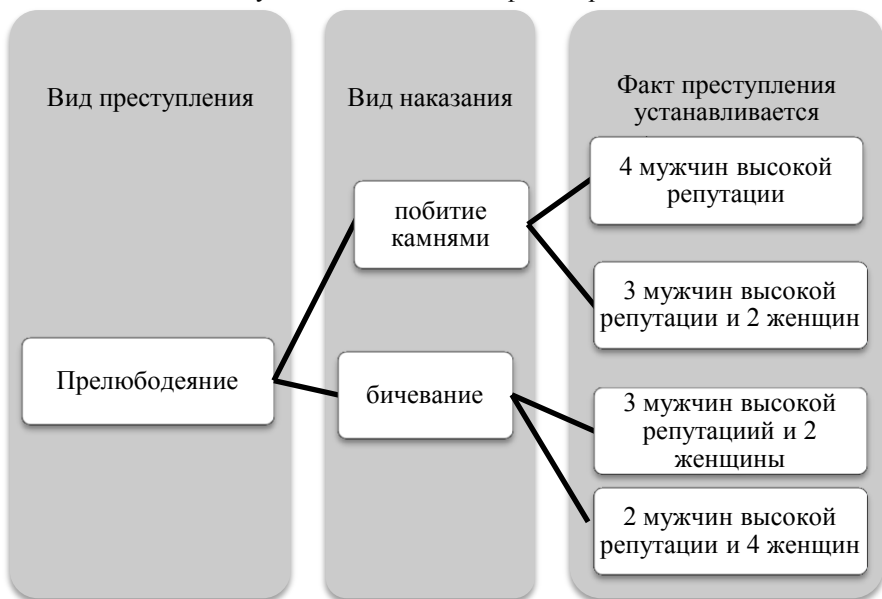 Вид преступления
Вид наказания
Факт преступления
устанавливается
4 мужчин высокой
репутации
побитие
камнями
3 мужчин высокой
репутации и 2 женщин
Прелюбодеяние
бичевание
3 мужчин высокой
репутациий и 2
женщины
2 мужчин высокой
репутации и 4 женщин